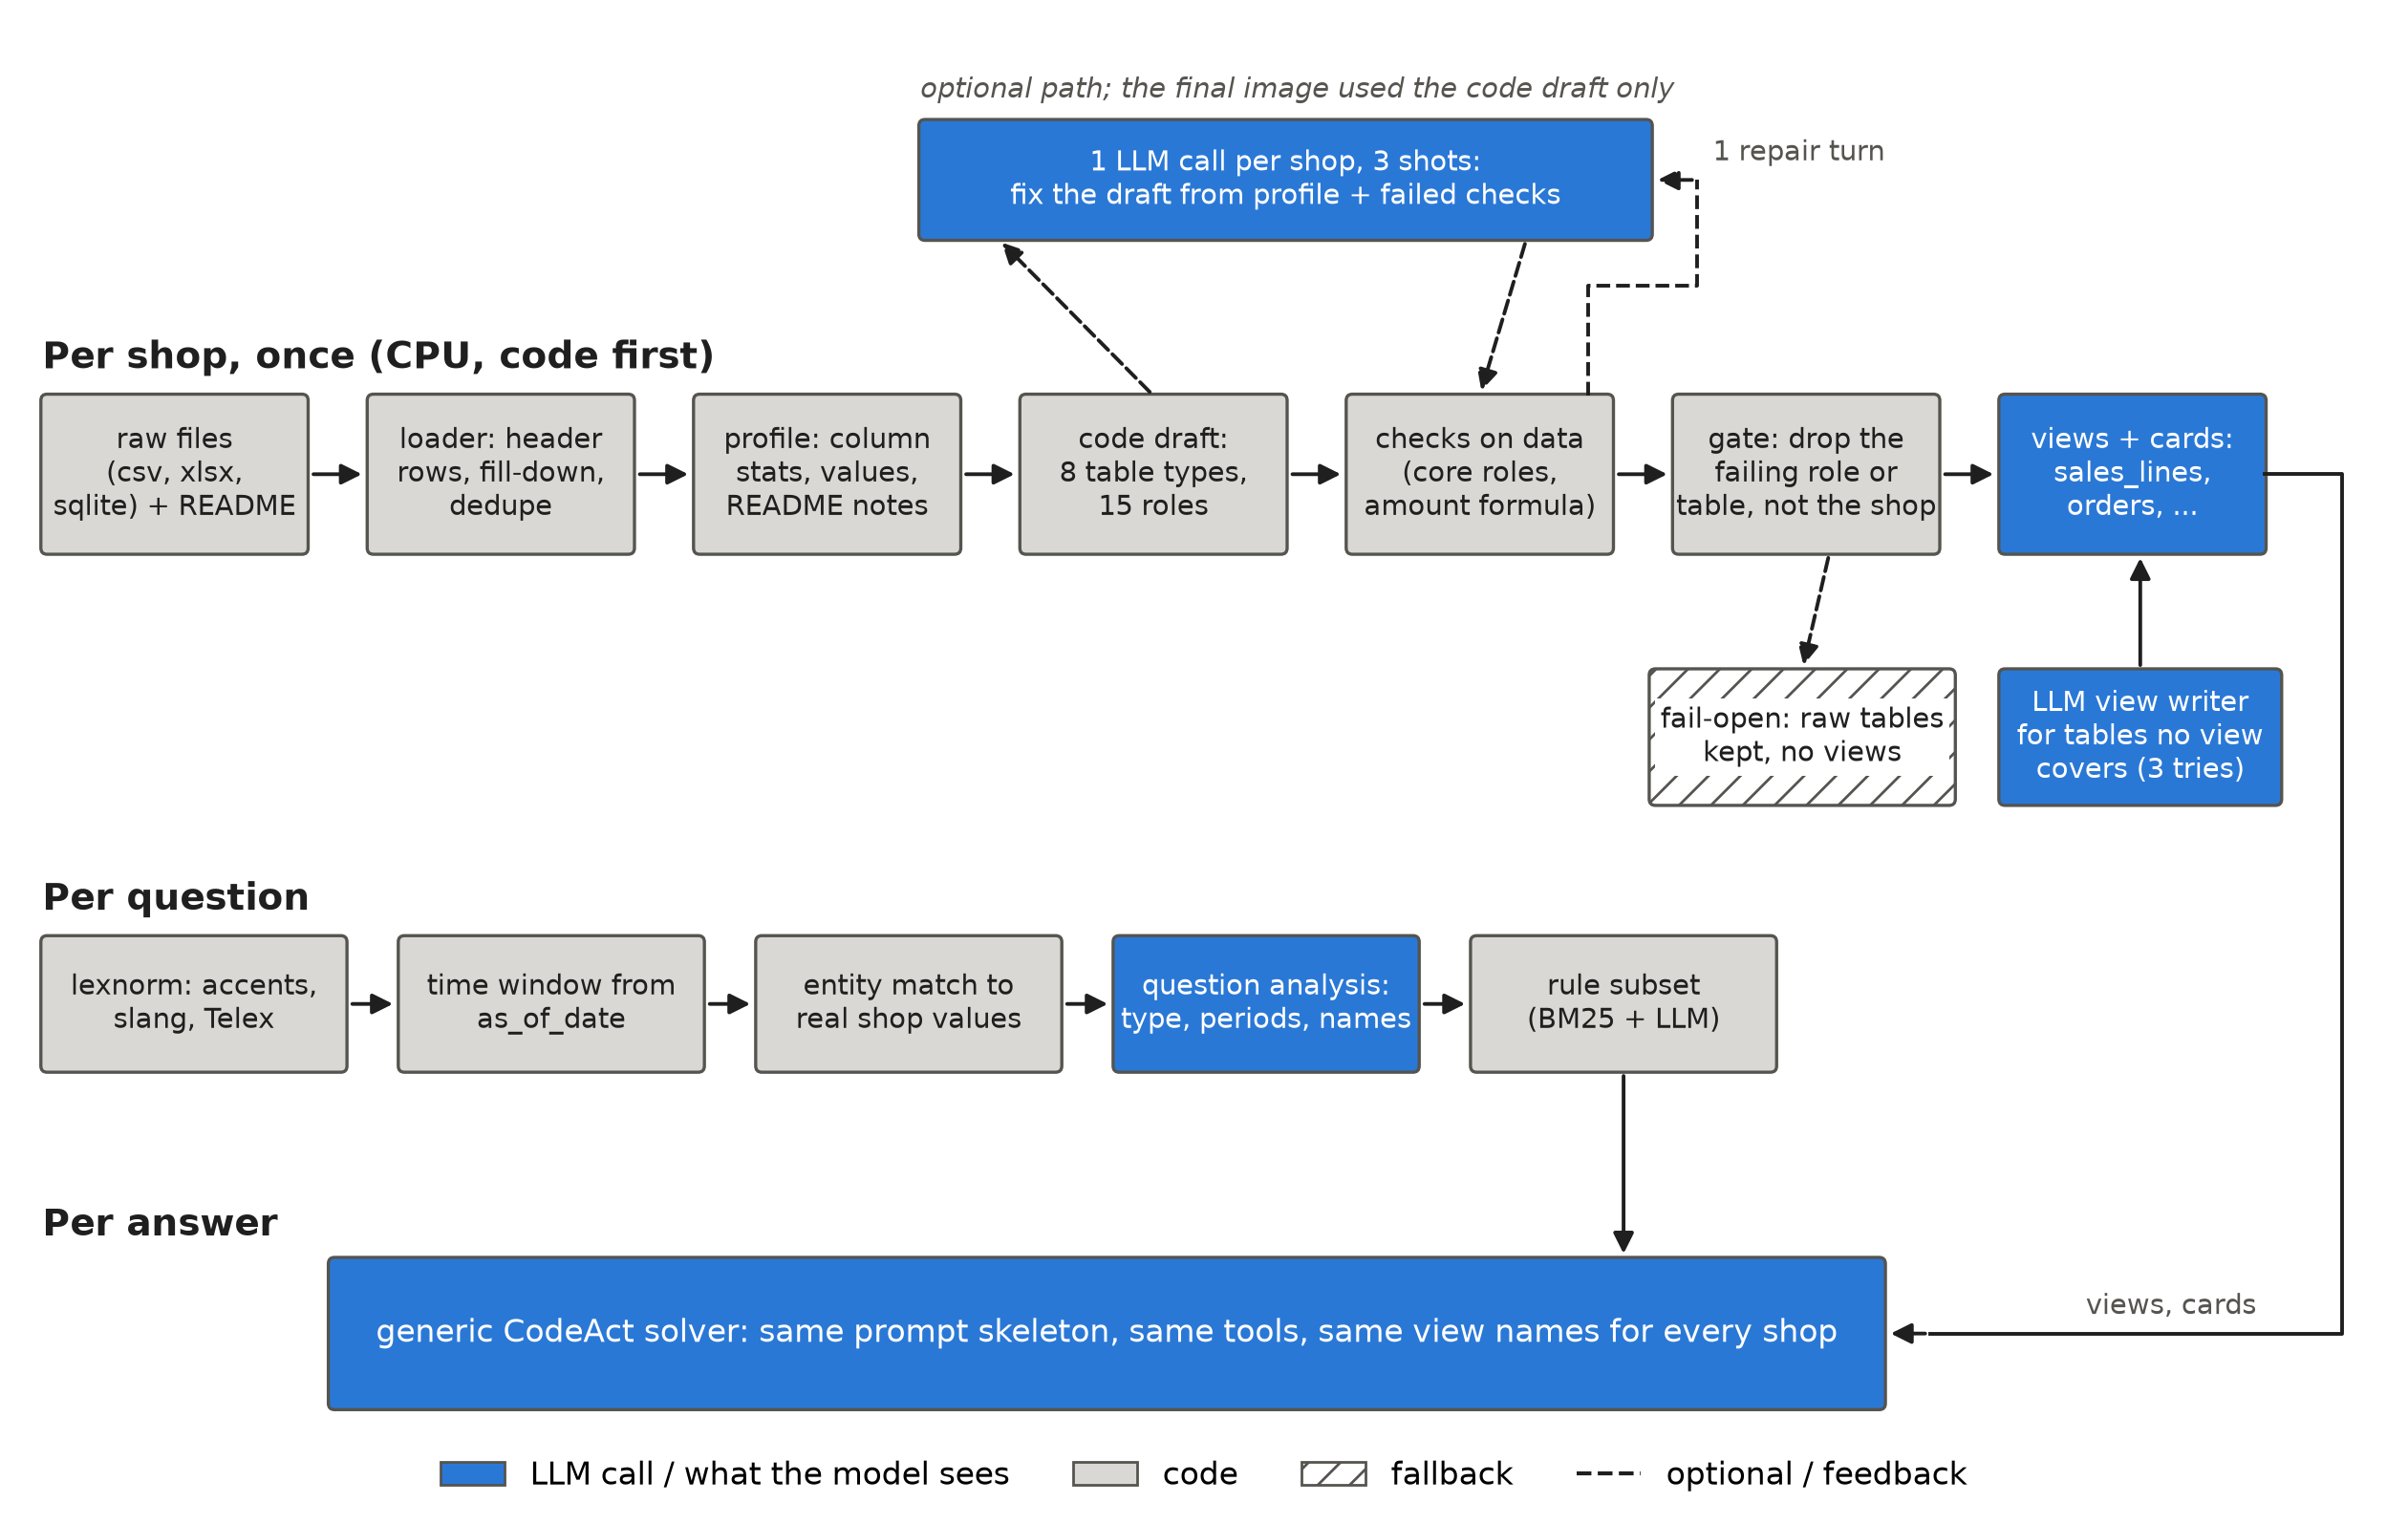 optional path; the final image used the code draft only
1 LLM call per shop, 3 shots:
fix the draft from profile + failed checks
1 repair turn
Per shop, once (CPU, code first)
raw files
(csv, xlsx,
sqlite) + README
loader: header
rows, fill-down,
dedupe
profile: column
stats, values,
README notes
code draft:
8 table types,
15 roles
checks on data
(core roles,
amount formula)
gate: drop the
failing role or
table, not the shop
views + cards:
sales_lines,
orders, ...
fail-open: raw tables
kept, no views
LLM view writer
for tables no view
covers (3 tries)
Per question
lexnorm: accents,
slang, Telex
time window from
as_of_date
entity match to
real shop values
question analysis:
type, periods, names
rule subset
(BM25 + LLM)
Per answer
generic CodeAct solver: same prompt skeleton, same tools, same view names for every shop
views, cards
LLM call / what the model sees
code
fallback
optional / feedback